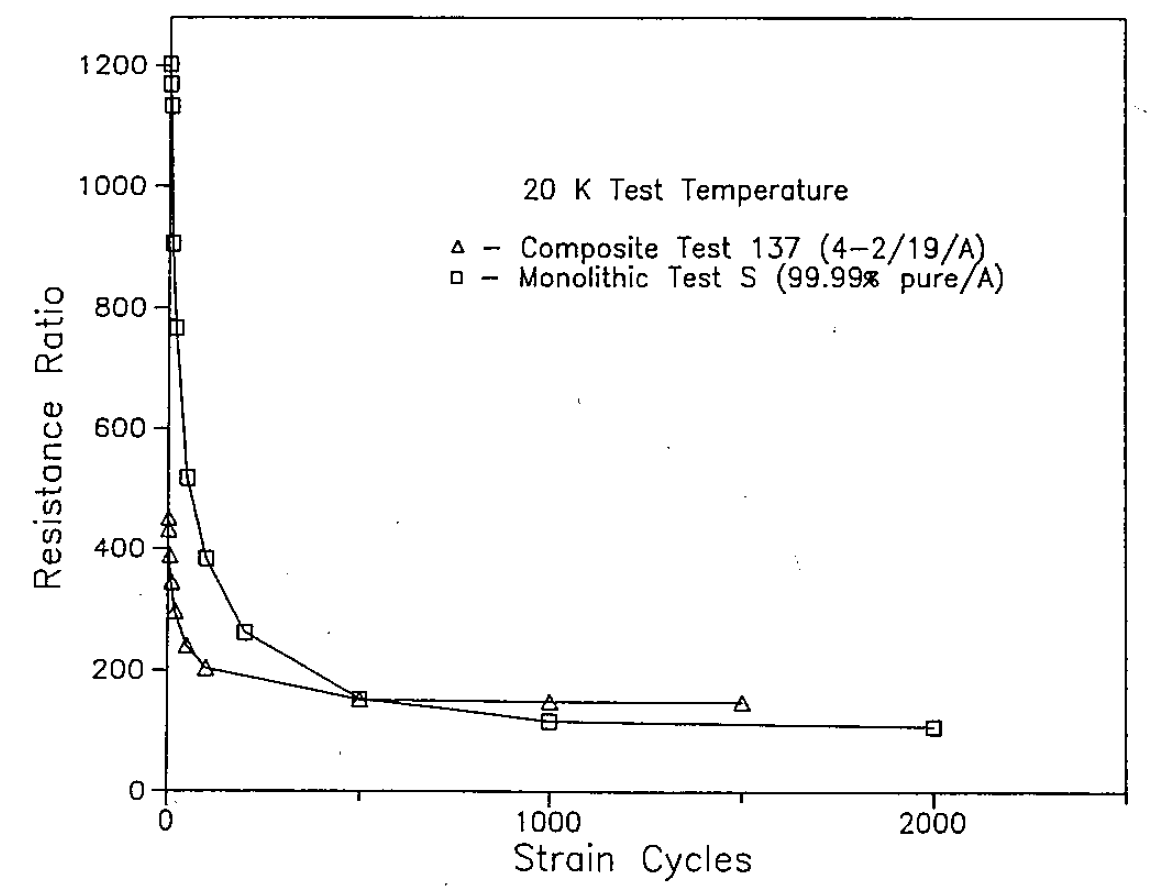 1200
1000
800
600
400
200
0
Resistance Ratio
20 K Test Temperature
△ – Composite Test 137 (4–2/19/A)
□ – Monolithic Test S (99.99% pure/A)
0 1000 2000
Strain Cycles